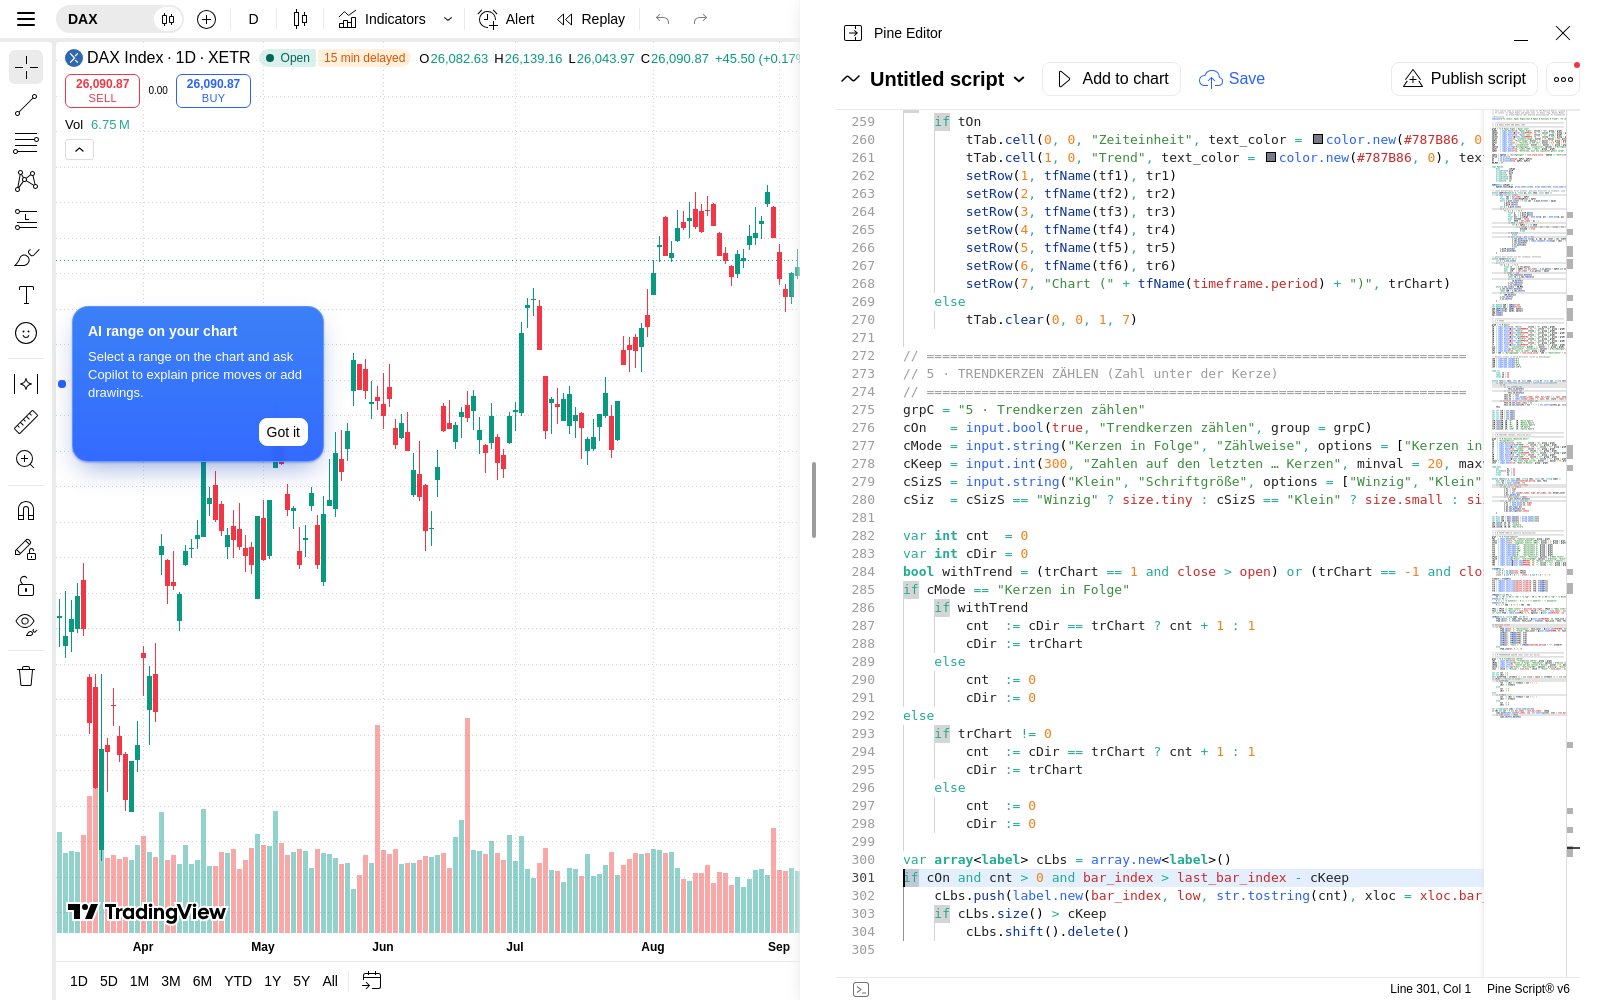 DAX
D
Indicators
Alert
Replay
DAX Index · 1D · XETR
Open
15 min delayed
O26,082.63 H26,139.16 L26,043.97 C26,090.87 +45.50 (+0.17%
26,090.87
SELL
0.00
26,090.87
BUY
Vol 6.75 M
AI range on your chart
Select a range on the chart and ask
Copilot to explain price moves or add
drawings.
Got it
TradingView
Apr May Jun Jul Aug Sep
1D 5D 1M 3M 6M YTD 1Y 5Y All
Pine Editor
Untitled script
Add to chart
Save
Publish script
259 if tOn
260 tTab.cell(0, 0, "Zeiteinheit", text_color = color.new(#787B86, 0
261 tTab.cell(1, 0, "Trend", text_color = color.new(#787B86, 0), tex
262 setRow(1, tfName(tf1), tr1)
263 setRow(2, tfName(tf2), tr2)
264 setRow(3, tfName(tf3), tr3)
265 setRow(4, tfName(tf4), tr4)
266 setRow(5, tfName(tf5), tr5)
267 setRow(6, tfName(tf6), tr6)
268 setRow(7, "Chart (" + tfName(timeframe.period) + ")", trChart)
269 else
270 tTab.clear(0, 0, 1, 7)
271
272 // =====================================================================
273 // 5 · TRENDKERZEN ZÄHLEN (Zahl unter der Kerze)
274 // =====================================================================
275 grpC = "5 · Trendkerzen zählen"
276 cOn = input.bool(true, "Trendkerzen zählen", group = grpC)
277 cMode = input.string("Kerzen in Folge", "Zählweise", options = ["Kerzen in
278 cKeep = input.int(300, "Zahlen auf den letzten … Kerzen", minval = 20, max
279 cSizS = input.string("Klein", "Schriftgröße", options = ["Winzig", "Klein"
280 cSiz = cSizS == "Winzig" ? size.tiny : cSizS == "Klein" ? size.small : si
281
282 var int cnt = 0
283 var int cDir = 0
284 bool withTrend = (trChart == 1 and close > open) or (trChart == -1 and clo
285 if cMode == "Kerzen in Folge"
286 if withTrend
287 cnt := cDir == trChart ? cnt + 1 : 1
288 cDir := trChart
289 else
290 cnt := 0
291 cDir := 0
292 else
293 if trChart != 0
294 cnt := cDir == trChart ? cnt + 1 : 1
295 cDir := trChart
296 else
297 cnt := 0
298 cDir := 0
299
300 var array<label> cLbs = array.new<label>()
301 if cOn and cnt > 0 and bar_index > last_bar_index - cKeep
302 cLbs.push(label.new(bar_index, low, str.tostring(cnt), xloc = xloc.bar_
303 if cLbs.size() > cKeep
304 cLbs.shift().delete()
305
Line 301, Col 1 Pine Script® v6